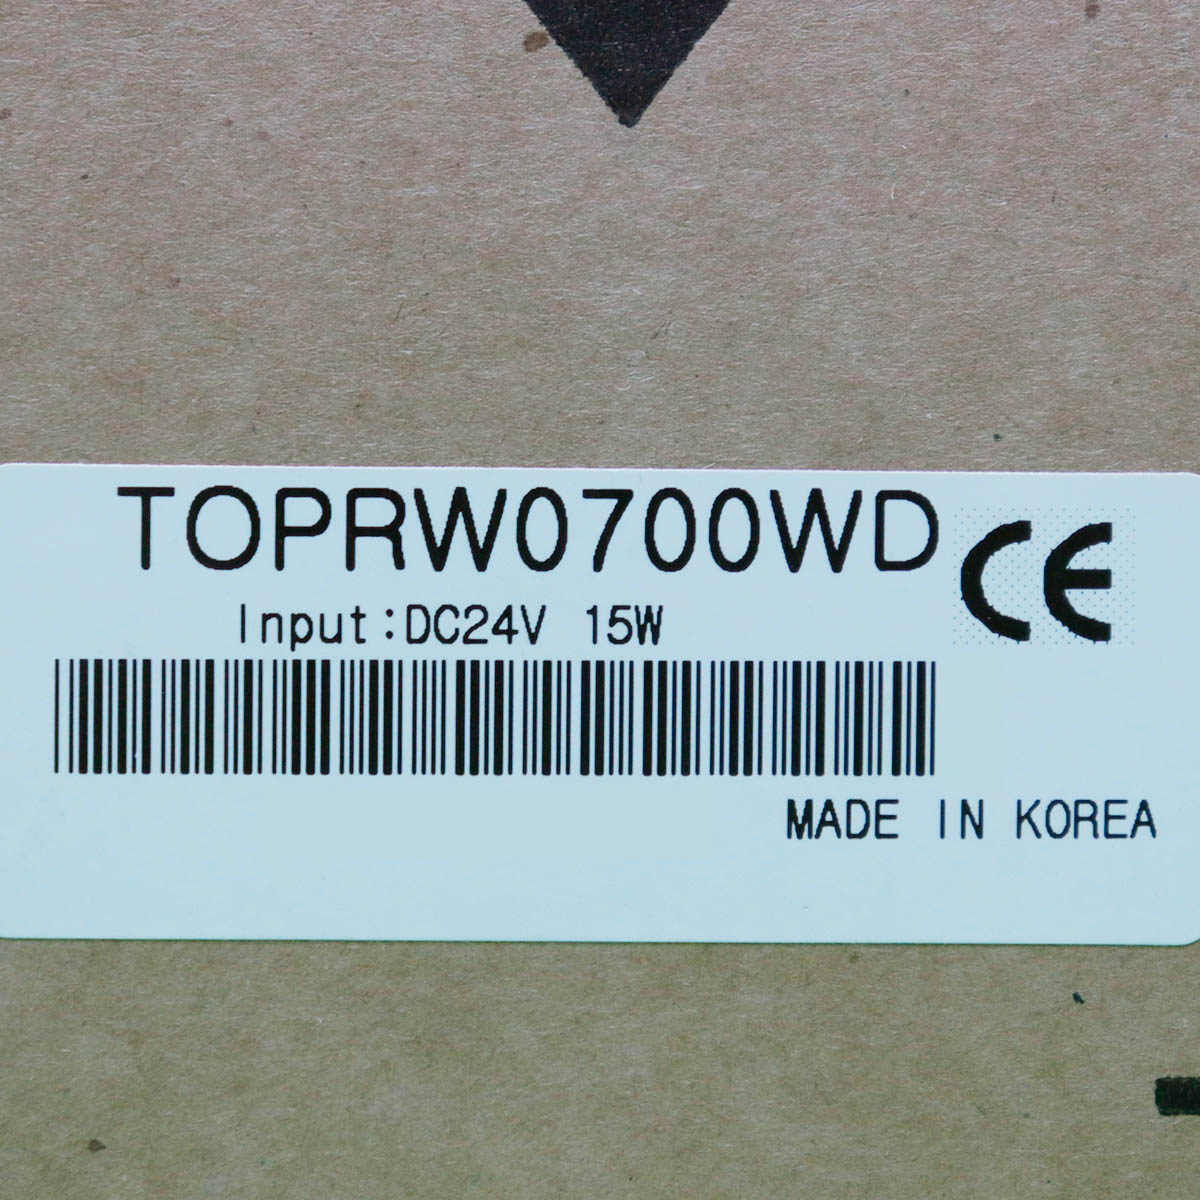 TOPRW0700WD CE
Input:DC24V 15W
MADE IN KOREA